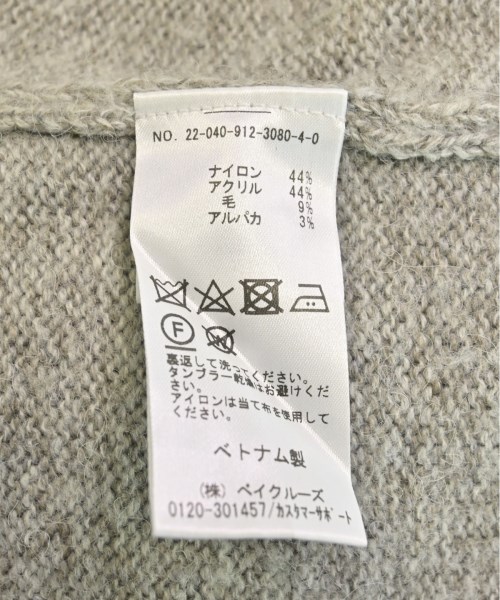 NO. 22-040-912-3080-4-0
ナイロン 44%
アクリル 44%
毛 9%
アルパカ 3%
F
裏返して洗ってください。
タンブラー乾燥はお避けくだ
さい。
アイロンは当て布を使用して
ください。
ベトナム製
(株) ベイクルーズ
0120-301457/カスタマーサポート